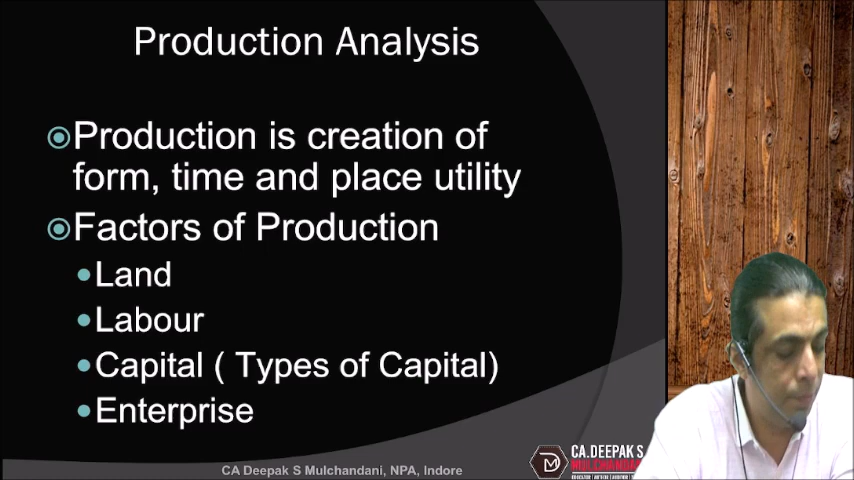 Production Analysis
Production is creation of
form, time and place utility
Factors of Production
Land
Labour
Capital ( Types of Capital)
Enterprise
CA Deepak S Mulchandani, NPA, Indore
CA.DEEPAK S
DM